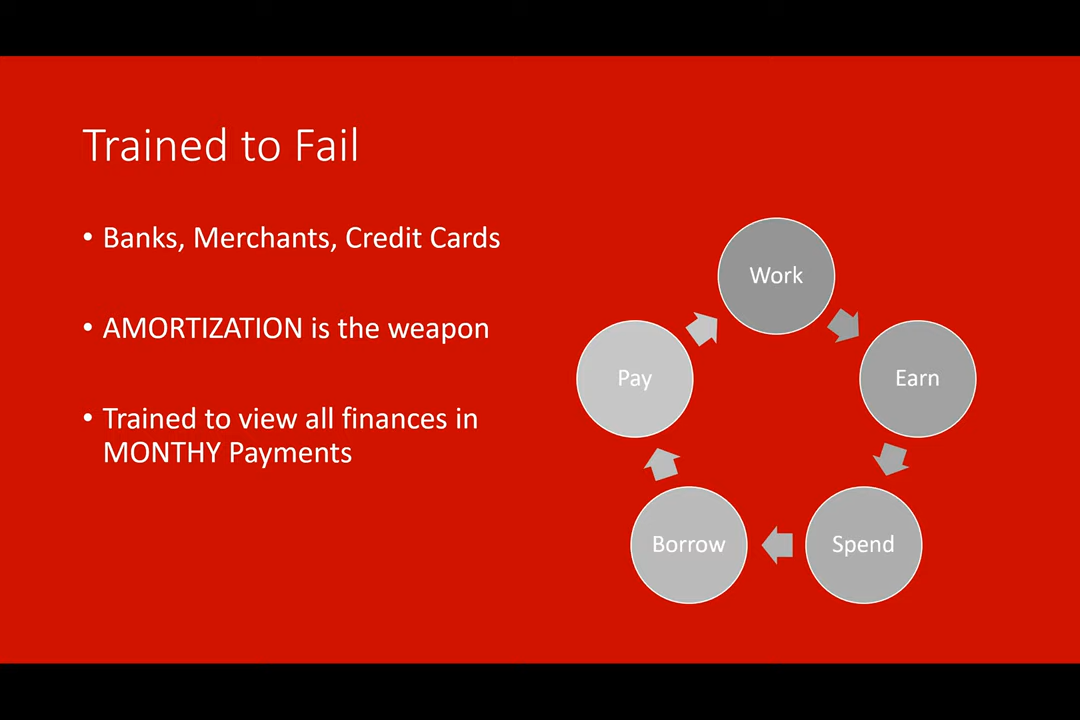 Trained to Fail
• Banks, Merchants, Credit Cards
• AMORTIZATION is the weapon
• Trained to view all finances in
MONTHY Payments
Work
Earn
Spend
Borrow
Pay